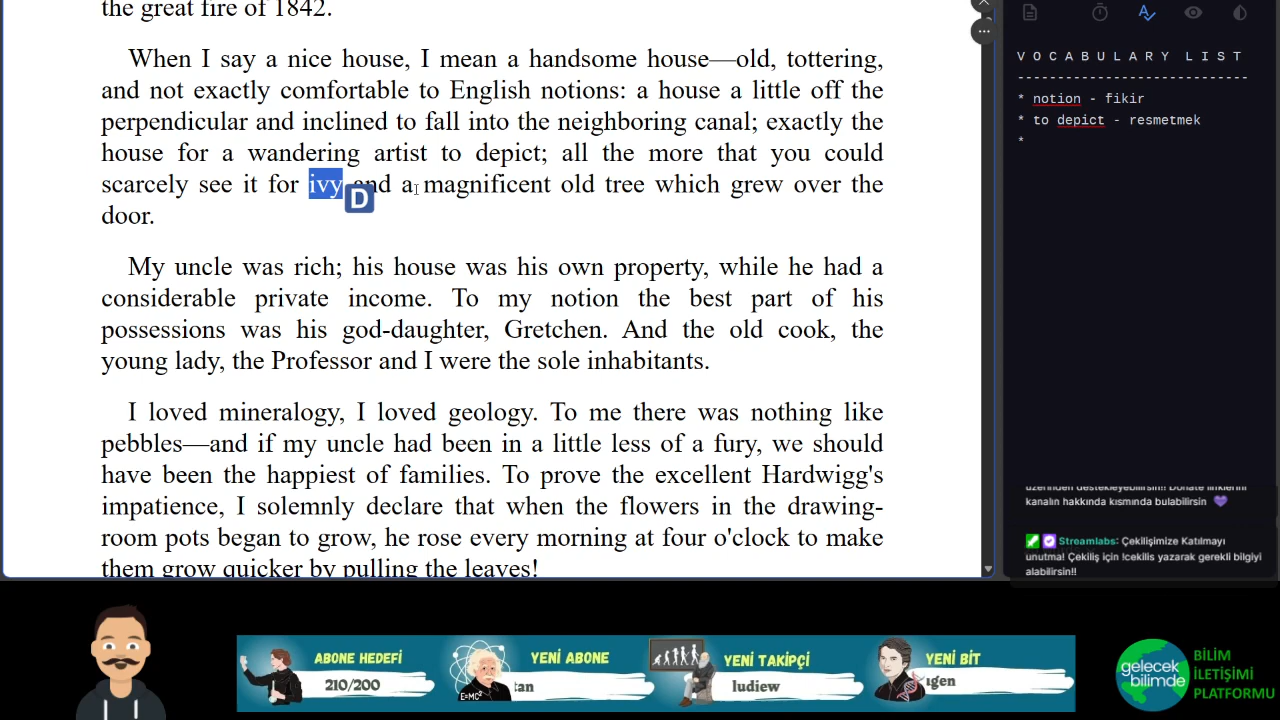 the great fire of 1842.
When I say a nice house, I mean a handsome house—old, tottering,
and not exactly comfortable to English notions: a house a little off the
perpendicular and inclined to fall into the neighboring canal; exactly the
house for a wandering artist to depict; all the more that you could
scarcely see it for ivy and a magnificent old tree which grew over the
door.
My uncle was rich; his house was his own property, while he had a
considerable private income. To my notion the best part of his
possessions was his god-daughter, Gretchen. And the old cook, the
young lady, the Professor and I were the sole inhabitants.
I loved mineralogy, I loved geology. To me there was nothing like
pebbles—and if my uncle had been in a little less of a fury, we should
have been the happiest of families. To prove the excellent Hardwigg's
impatience, I solemnly declare that when the flowers in the drawing-
room pots began to grow, he rose every morning at four o'clock to make
them grow quicker by pulling the leaves!
D
VOCABULARY LIST
-----------------------------
* notion - fikir
* to depict - resmetmek
*
üzerinden destekleyebilirsin!! Donate linklerini
kanalın hakkında kısmında bulabilirsin
Streamlabs: Çekilişimize Katılmayı
unutma! Çekiliş için !cekilis yazarak gerekli bilgiyi
alabilirsin!!
ABONE HEDEFİ
210/200
E=MC²
YENİ ABONE
tan
YENİ TAKİPÇİ
ludiew
YENİ BİT
ıgen
gelecek
bilimde
BİLİM
İLETİŞİMİ
PLATFORMU